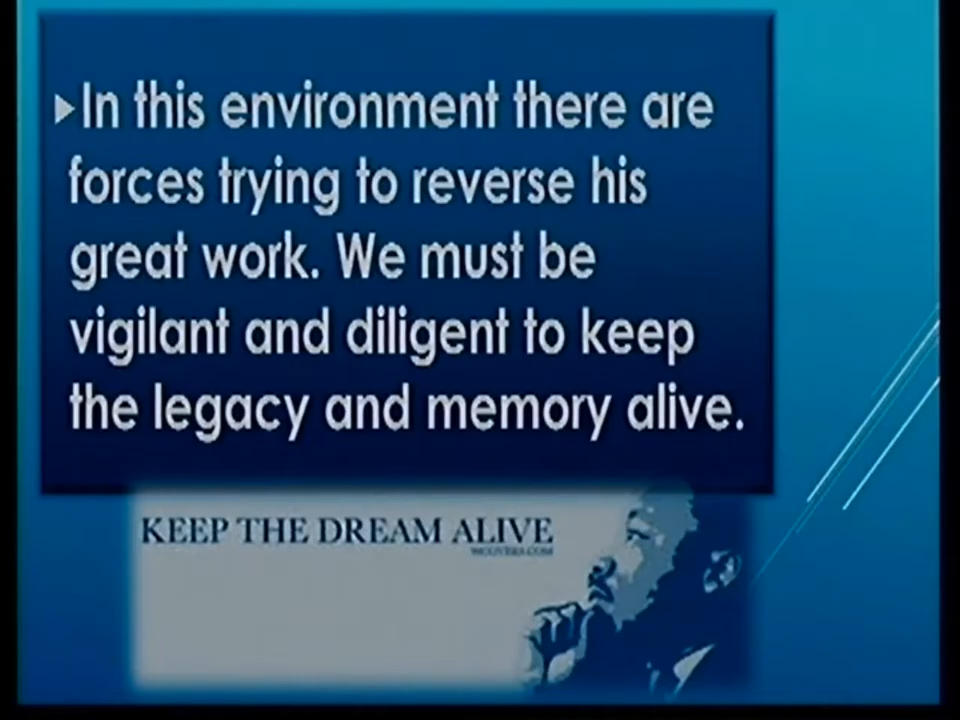 In this environment there are
forces trying to reverse his
great work. We must be
vigilant and diligent to keep
the legacy and memory alive.
KEEP THE DREAM ALIVE